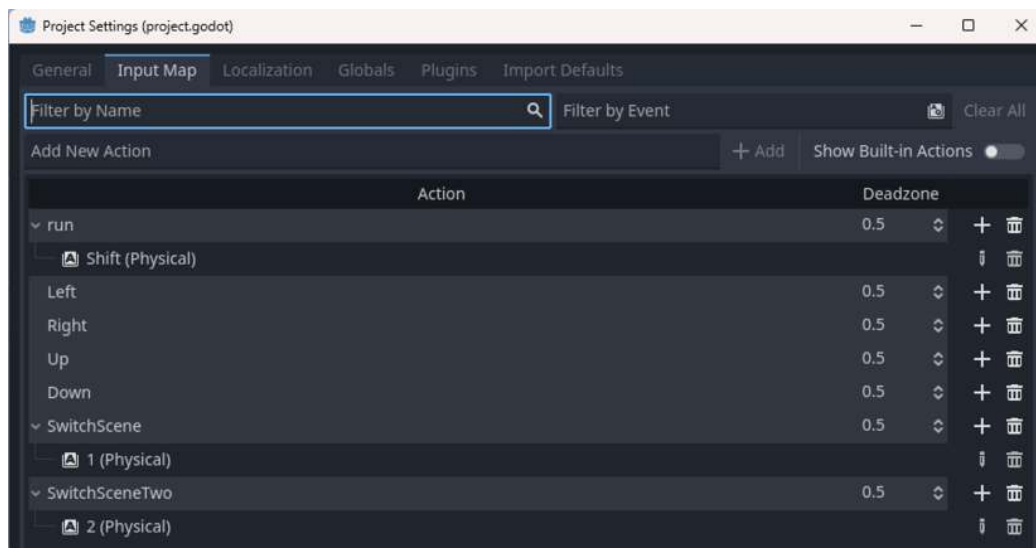 Project Settings (project.godot)
General Input Map Localization Globals Plugins Import Defaults
Filter by Name Filter by Event Clear All
Add New Action + Add Show Built-in Actions
Action Deadzone
run 0.5
Shift (Physical)
Left 0.5
Right 0.5
Up 0.5
Down 0.5
SwitchScene 0.5
1 (Physical)
SwitchSceneTwo 0.5
2 (Physical)